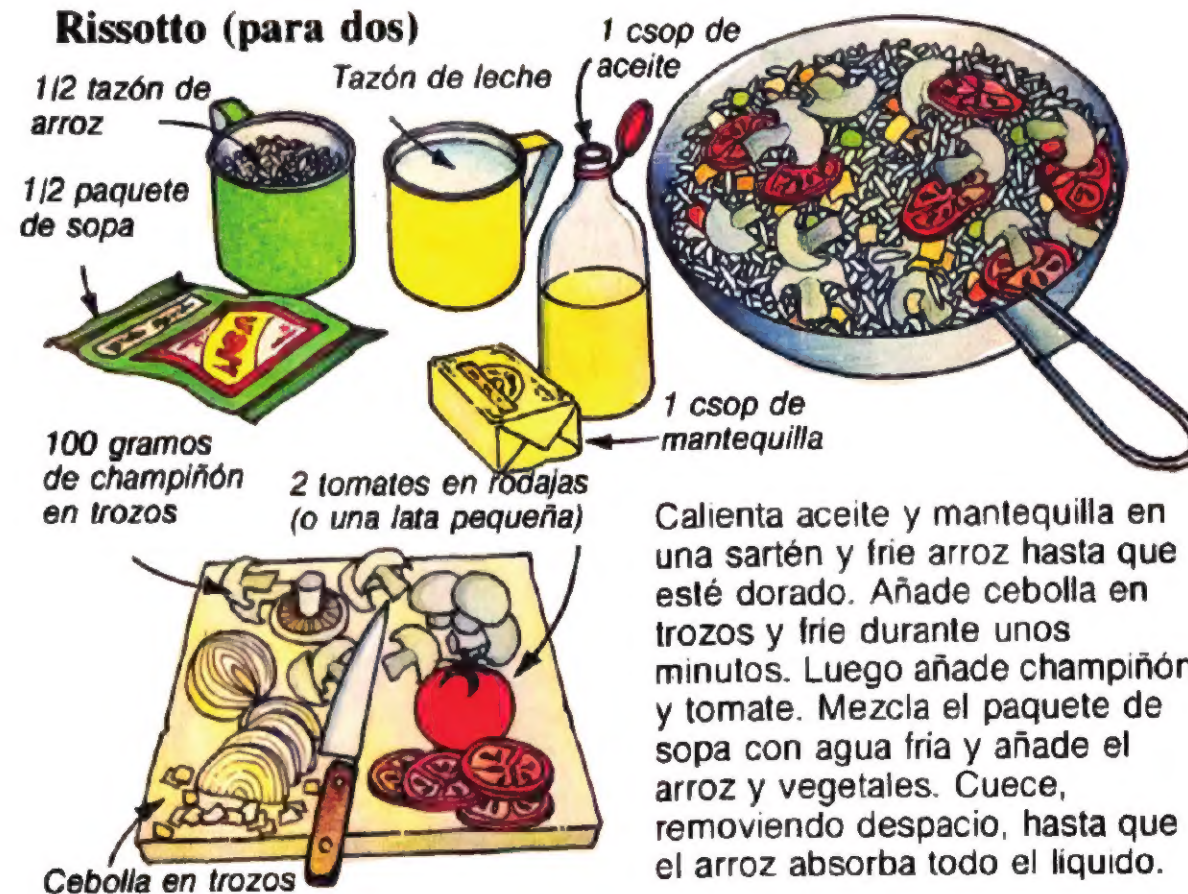 Rissotto (para dos)
1/2 tazón de
arroz
Tazón de leche
1 csop de
aceite
1/2 paquete
de sopa
1 csop de
mantequilla
100 gramos
de champiñón
en trozos
2 tomates en rodajas
(o una lata pequeña)
Cebolla en trozos
Calienta aceite y mantequilla en
una sartén y frie arroz hasta que
esté dorado. Añade cebolla en
trozos y frie durante unos
minutos. Luego añade champiñón
y tomate. Mezcla el paquete de
sopa con agua fria y añade el
arroz y vegetales. Cuece,
removiendo despacio, hasta que
el arroz absorba todo el líquido.